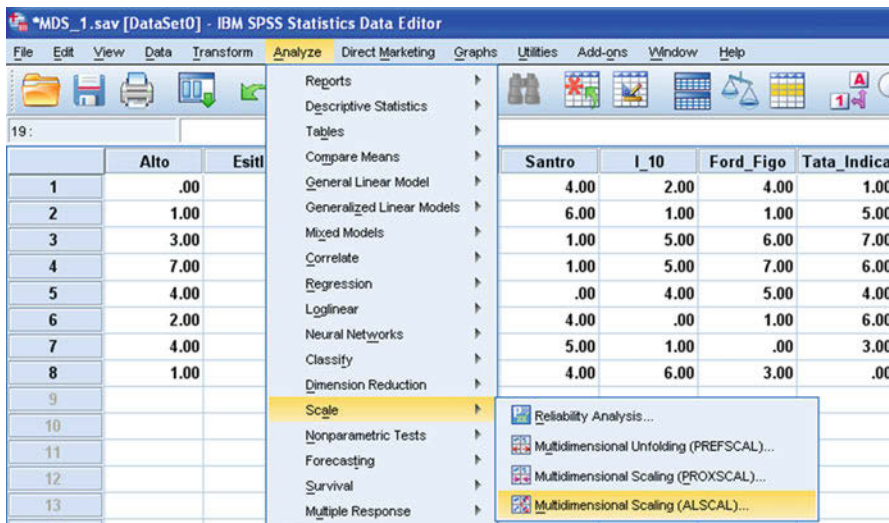 *MDS_1.sav [DataSet0] - IBM SPSS Statistics Data Editor
File Edit View Data Transform Analyze Direct Marketing Graphs Utilities Add-ons Window Help
A
1
19 :
Alto Esitl Santro I_10 Ford_Figo Tata_Indica
1 .00 4.00 2.00 4.00 1.00
2 1.00 6.00 1.00 1.00 5.00
3 3.00 1.00 5.00 6.00 7.00
4 7.00 1.00 5.00 7.00 6.00
5 4.00 .00 4.00 5.00 4.00
6 2.00 4.00 .00 1.00 6.00
7 4.00 5.00 1.00 .00 3.00
8 1.00 4.00 6.00 3.00 .00
9
10
11
12
13
Reports
Descriptive Statistics
Tables
Compare Means
General Linear Model
Generalized Linear Models
Mixed Models
Correlate
Regression
Loglinear
Neural Networks
Classify
Dimension Reduction
Scale
Nonparametric Tests
Forecasting
Survival
Multiple Response
Reliability Analysis...
Multidimensional Unfolding (PREFSCAL)...
Multidimensional Scaling (PROXSCAL)...
Multidimensional Scaling (ALSCAL)...